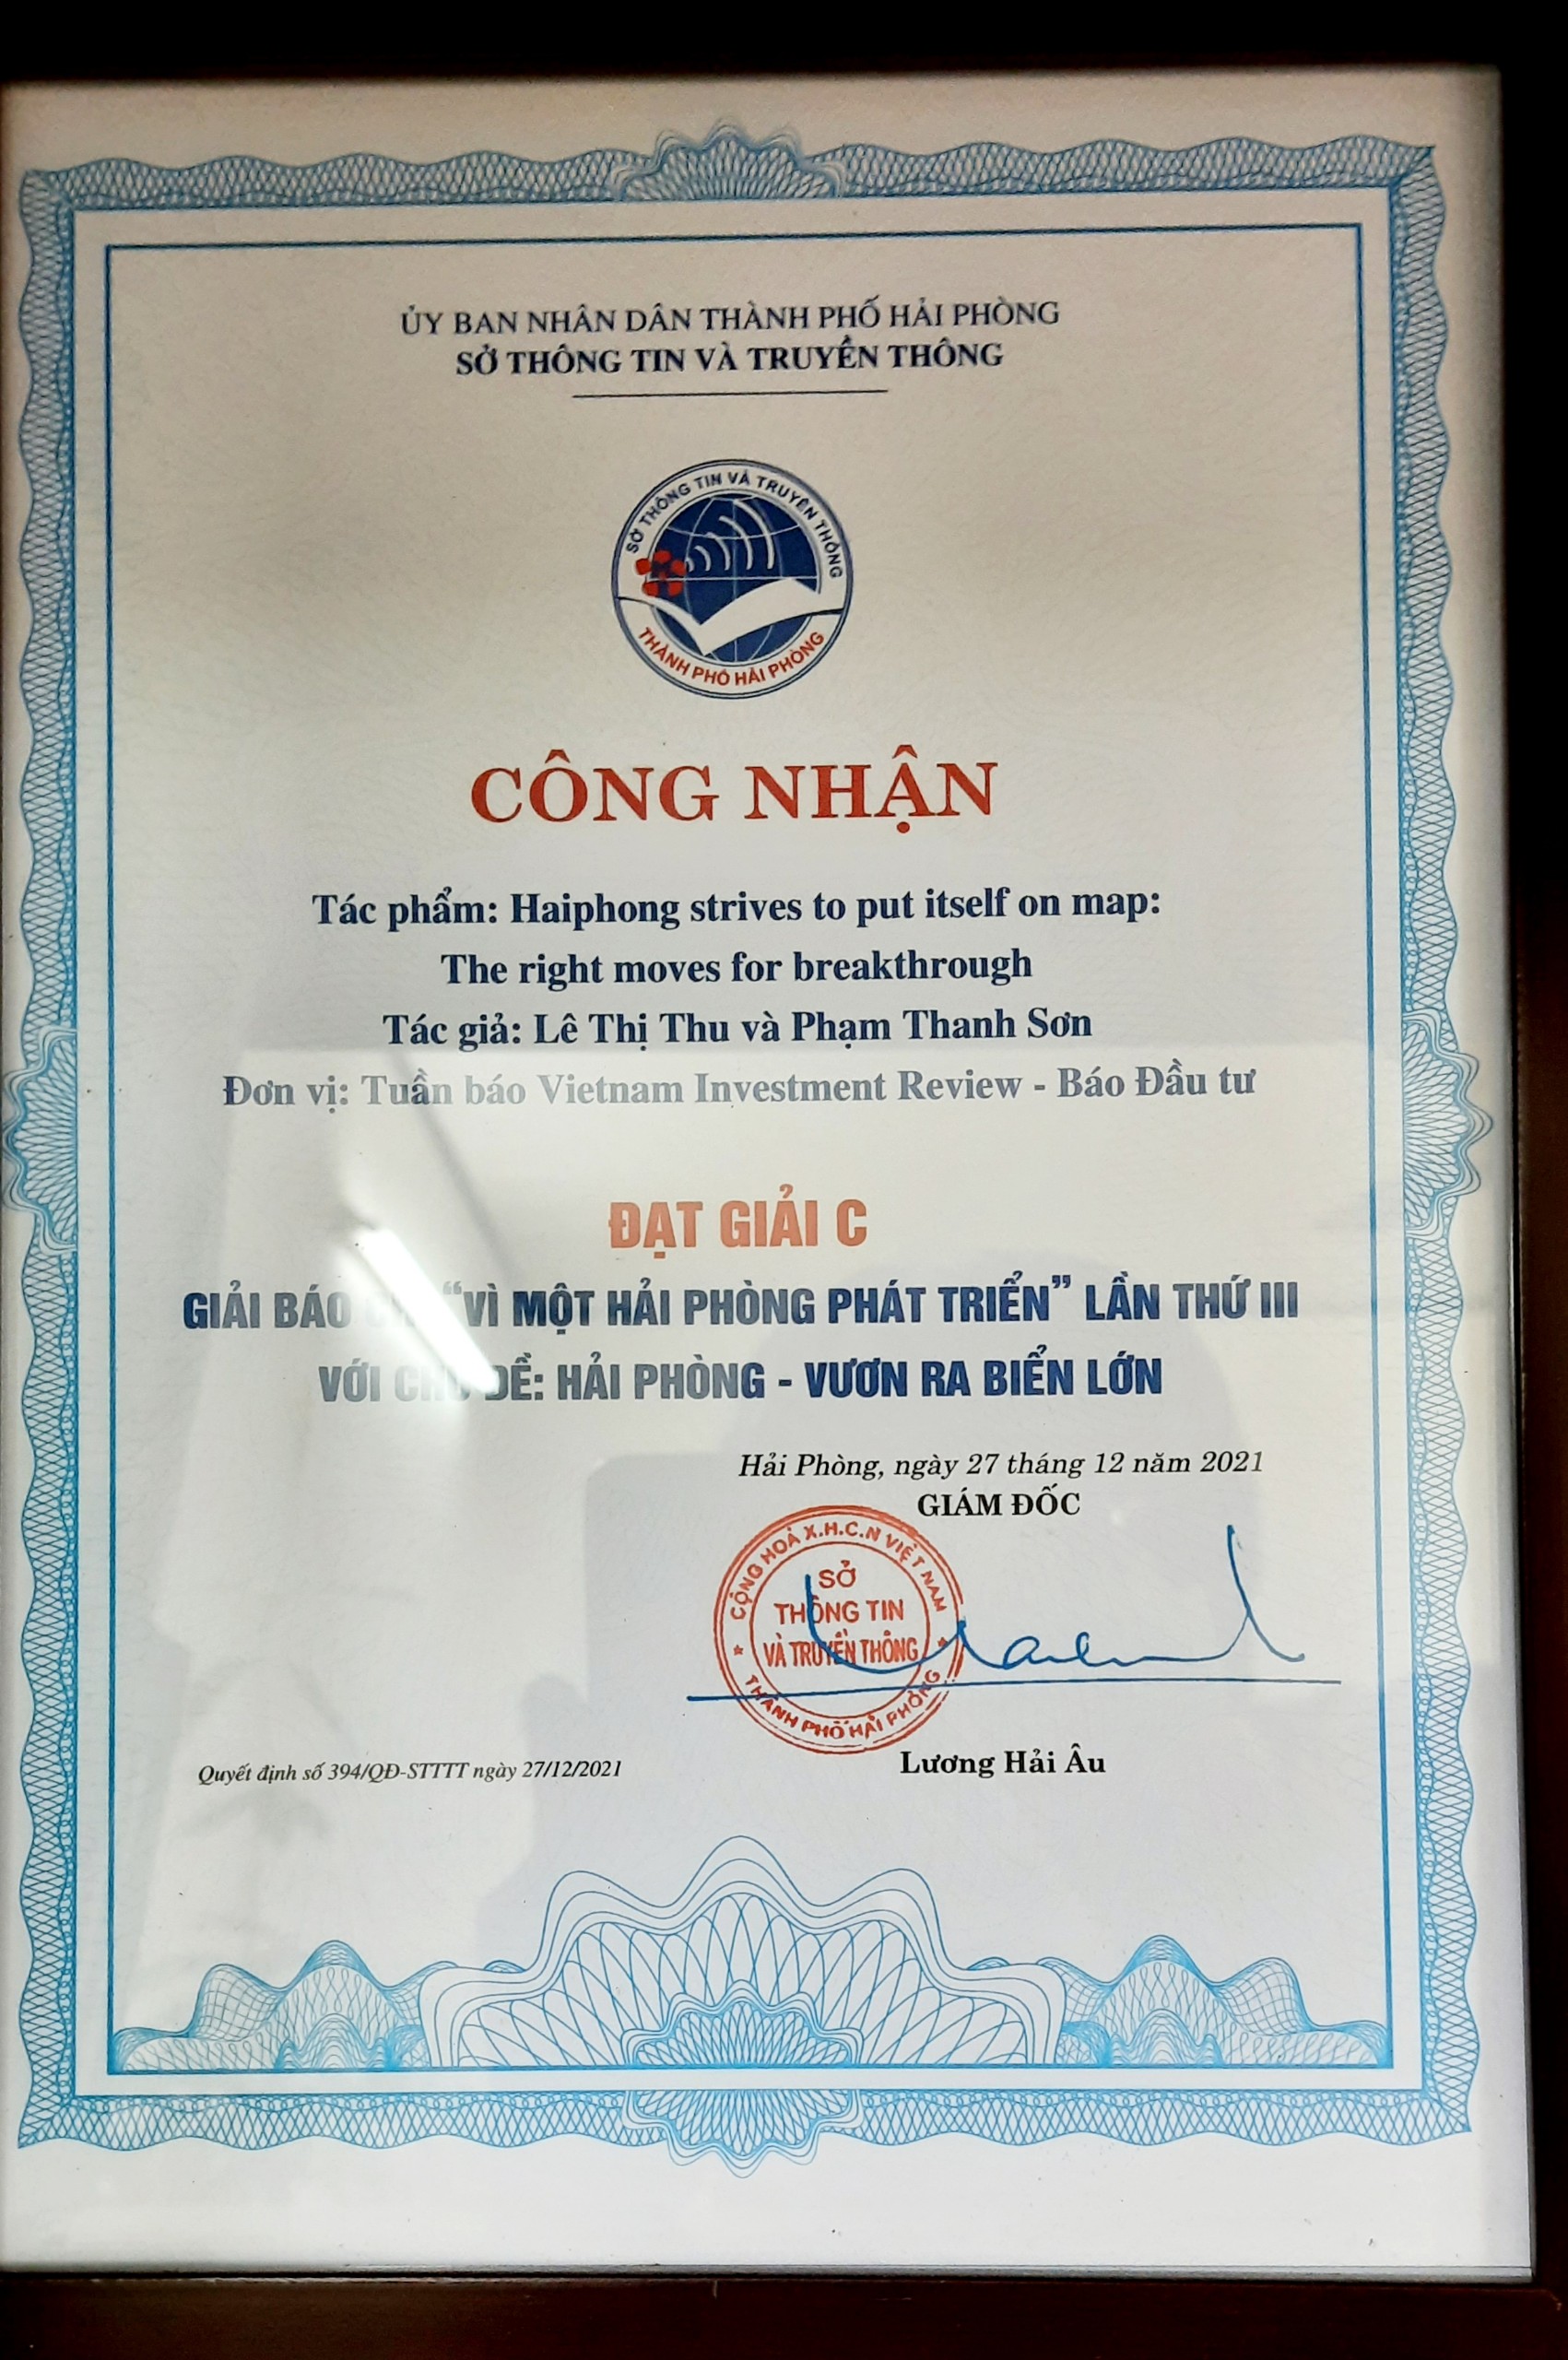 ỦY BAN NHÂN DÂN THÀNH PHỐ HẢI PHÒNG
SỞ THÔNG TIN VÀ TRUYỀN THÔNG
SỞ THÔNG TIN VÀ TRUYỀN THÔNG
THÀNH PHỐ HẢI PHÒNG
CÔNG NHẬN
Tác phẩm: Haiphong strives to put itself on map:
The right moves for breakthrough
Tác giả: Lê Thị Thu và Phạm Thanh Sơn
Đơn vị: Tuần báo Vietnam Investment Review - Báo Đầu tư
ĐẠT GIẢI C
GIẢI BÁO "VÌ MỘT HẢI PHÒNG PHÁT TRIỂN" LẦN THỨ III
VỚI CHỦ ĐỀ: HẢI PHÒNG - VƯƠN RA BIỂN LỚN
Hải Phòng, ngày 27 tháng 12 năm 2021
GIÁM ĐỐC
CỘNG HOÀ X.H.C.N VIỆT NAM
SỞ
THÔNG TIN
VÀ TRUYỀN THÔNG
THÀNH PHỐ HẢI PHÒNG
Lương Hải Âu
Quyết định số 394/QĐ-STTTT ngày 27/12/2021